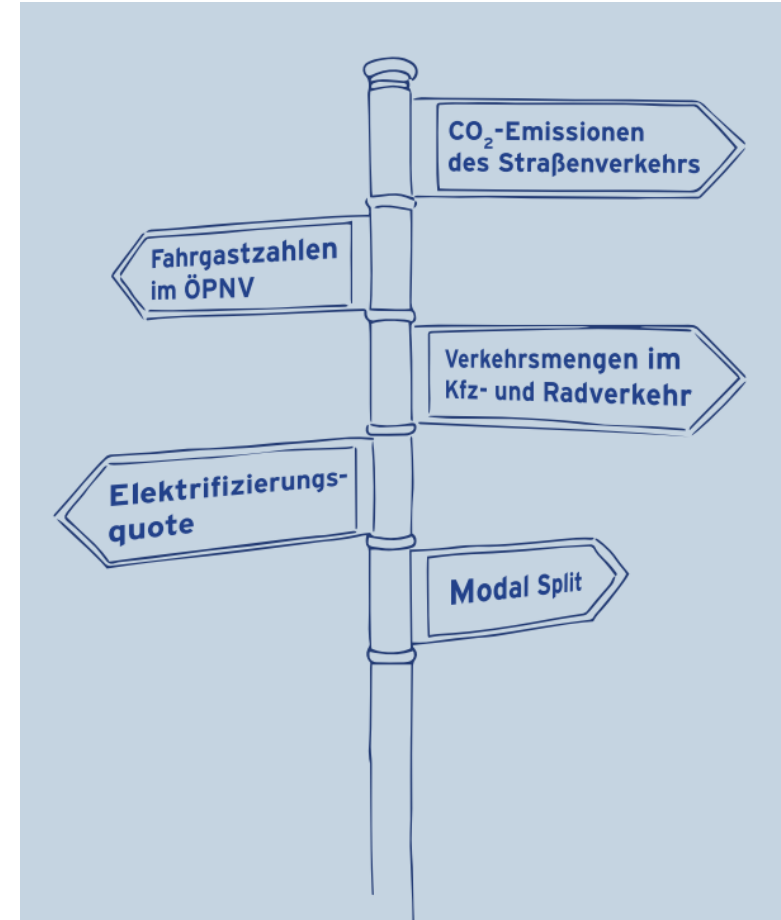 CO₂-Emissionen
des Straßenverkehrs
Fahrgastzahlen
im ÖPNV
Verkehrsmengen im
Kfz- und Radverkehr
Elektrifizierungs-
quote
Modal Split